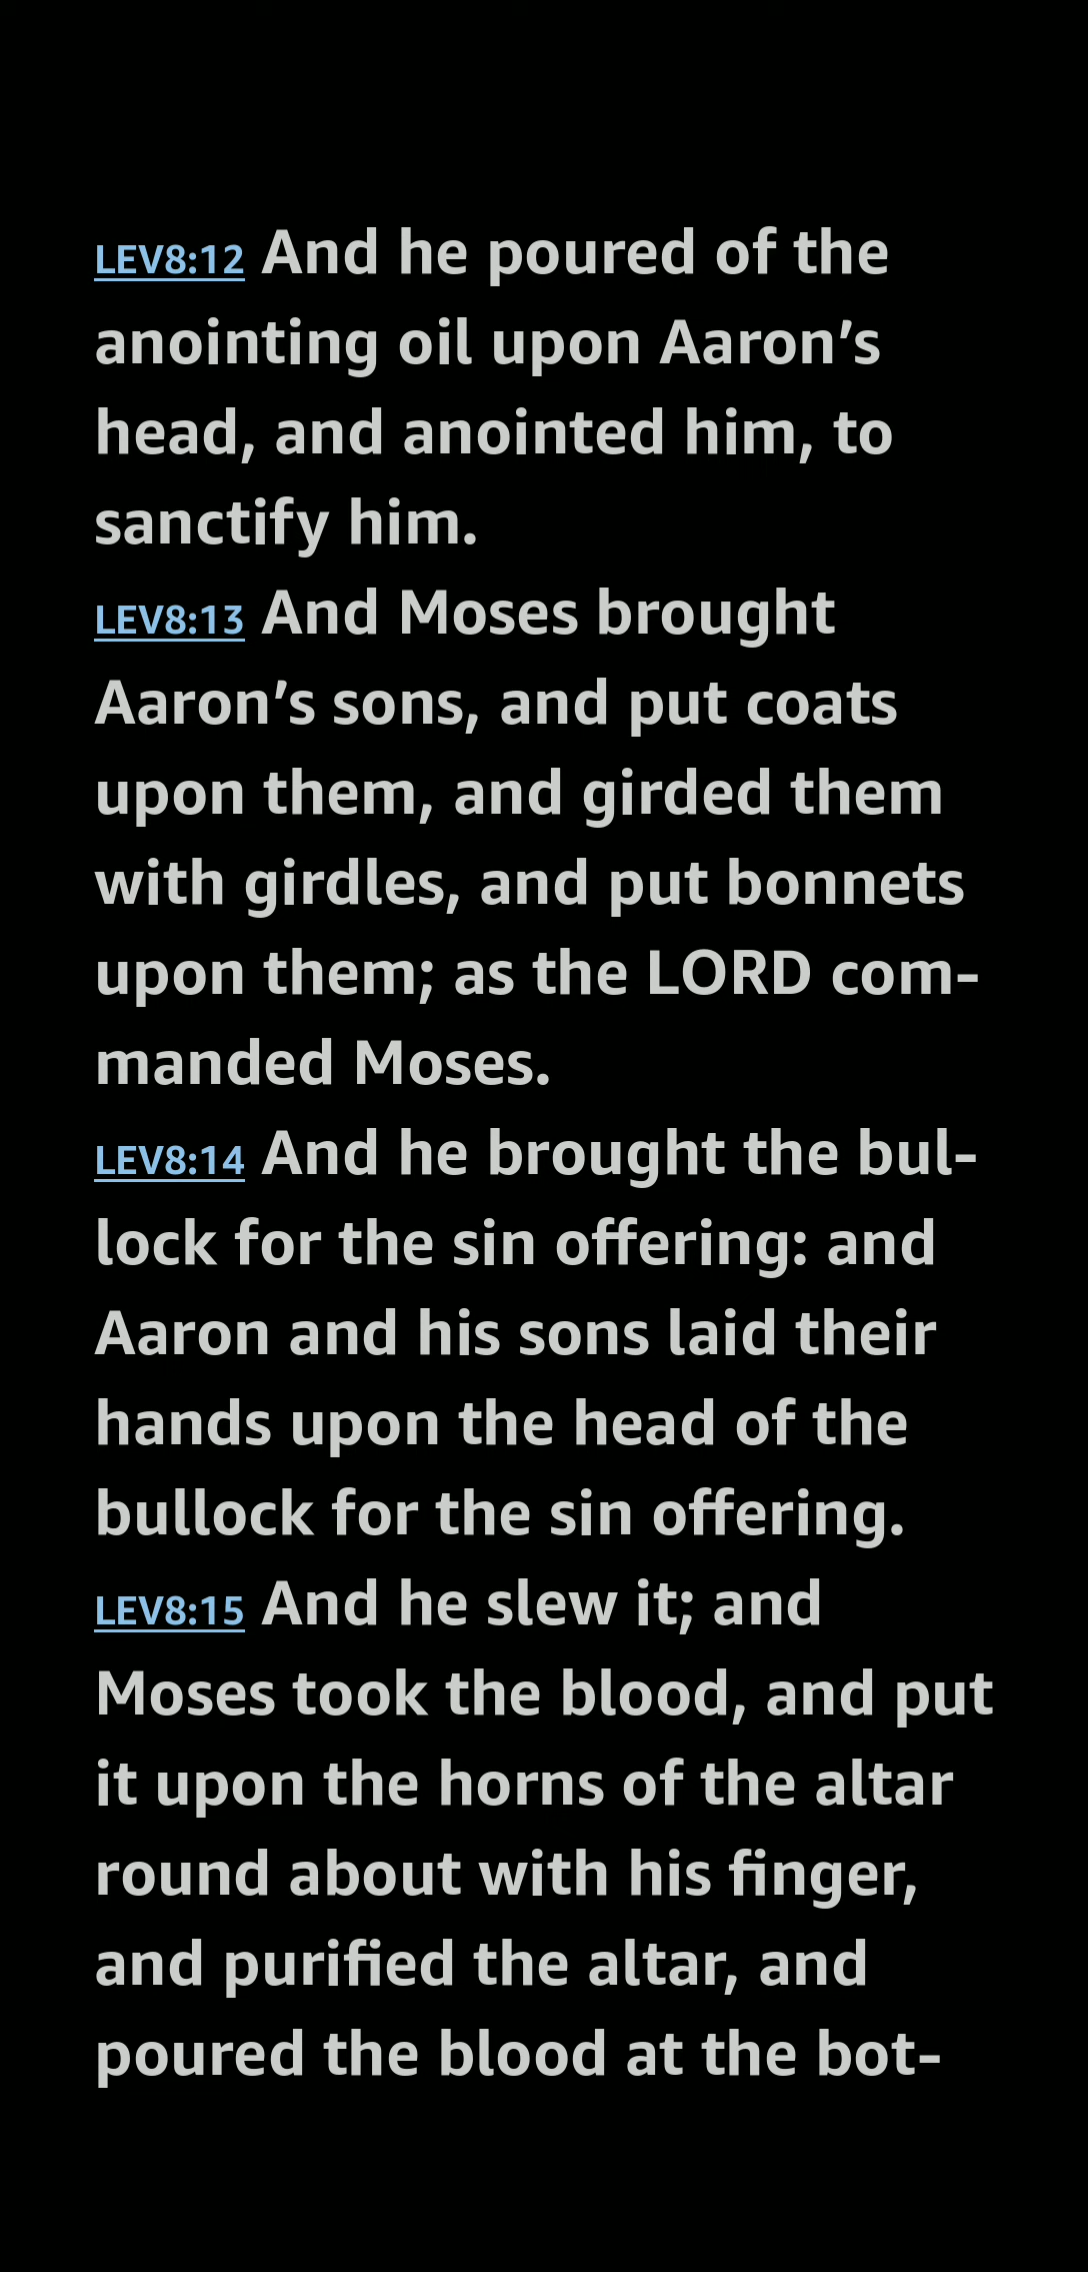 LEV8:12 And he poured of the
anointing oil upon Aaron’s
head, and anointed him, to
sanctify him.
LEV8:13 And Moses brought
Aaron’s sons, and put coats
upon them, and girded them
with girdles, and put bonnets
upon them; as the LORD com-
manded Moses.
LEV8:14 And he brought the bul-
lock for the sin offering: and
Aaron and his sons laid their
hands upon the head of the
bullock for the sin offering.
LEV8:15 And he slew it; and
Moses took the blood, and put
it upon the horns of the altar
round about with his finger,
and purified the altar, and
poured the blood at the bot-